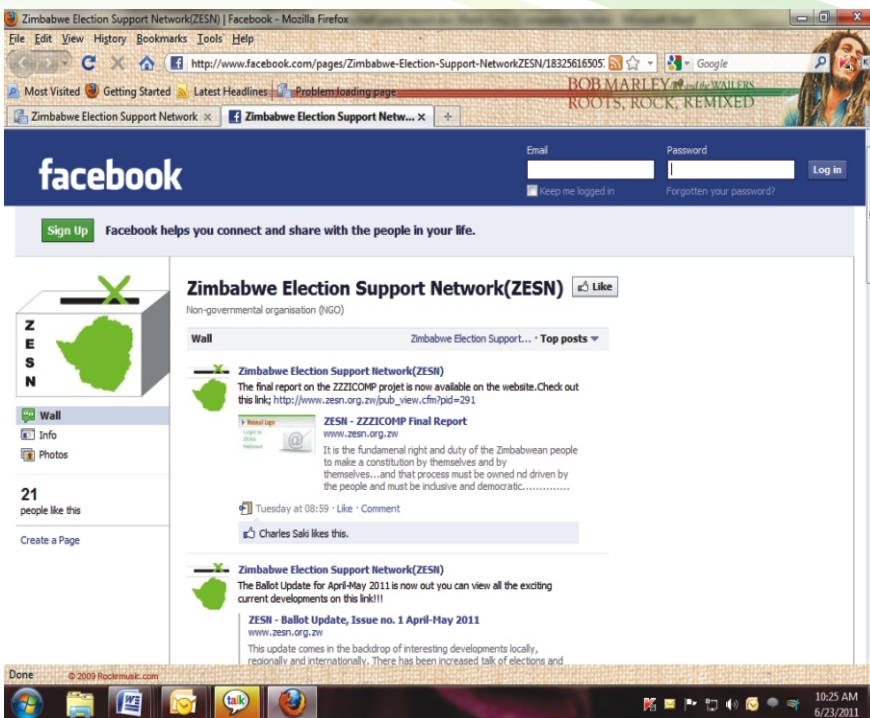 Zimbabwe Election Support Network(ZESN) | Facebook - Mozilla Firefox
File Edit View History Bookmarks Tools Help
http://www.facebook.com/pages/Zimbabwe-Election-Support-NetworkZESN/18325616505
Google
Most Visited Getting Started Latest Headlines Problem loading page
BOB MARLEY and the WAILERS
ROOTS, ROCK, REMIXED
Zimbabwe Election Support Network
Zimbabwe Election Support Netw...
facebook
Email
Password
Log in
Keep me logged in
Forgotten your password?
Sign Up
Facebook helps you connect and share with the people in your life.
Z
E
S
N
Wall
Info
Photos
21
people like this
Create a Page
Zimbabwe Election Support Network(ZESN)
Like
Non-governmental organisation (NGO)
Wall
Zimbabwe Election Support... · Top posts
Zimbabwe Election Support Network(ZESN)
The final report on the ZZZICOMP projet is now available on the website.Check out
this link; http://www.zesn.org.zw/pub_view.cfm?pid=291
Webmail Login
ZESN - ZZZICOMP Final Report
www.zesn.org.zw
It is the fundamenal right and duty of the Zimbabwean people
to make a constitution by themselves and by
themselves...and that process must be owned nd driven by
the people and must be indusive and democratic..............
Tuesday at 08:59 · Like · Comment
Charles Saki likes this.
Zimbabwe Election Support Network(ZESN)
The Ballot Update for April-May 2011 is now out you can view all the exciting
current developments on this link!!!
ZESN - Ballot Update, Issue no. 1 April-May 2011
www.zesn.org.zw
This update comes in the backdrop of interesting developments locally,
regionally and internationally. There has been increased talk of elections and
Done
© 2009 Rockrmusic.com
talk
10:25 AM
6/23/2011